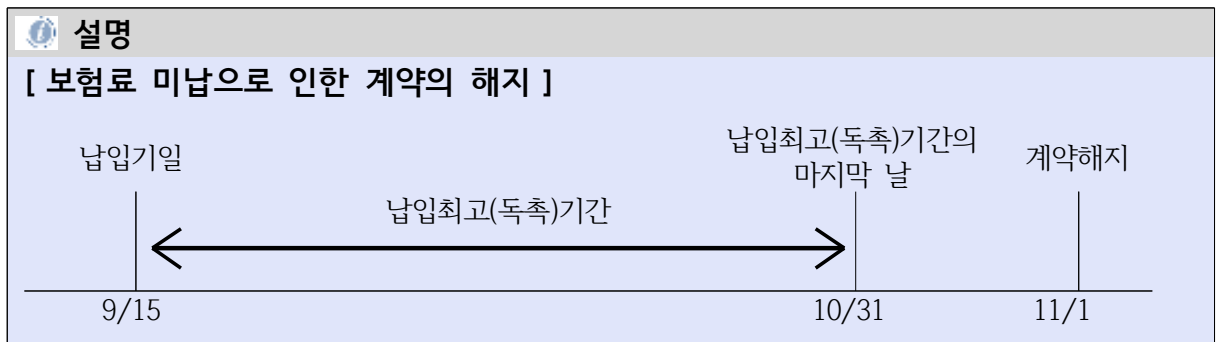 설명
[ 보험료 미납으로 인한 계약의 해지 ]
납입기일
납입최고(독촉)기간의
마지막 날
계약해지
납입최고(독촉)기간
9/15
10/31
11/1